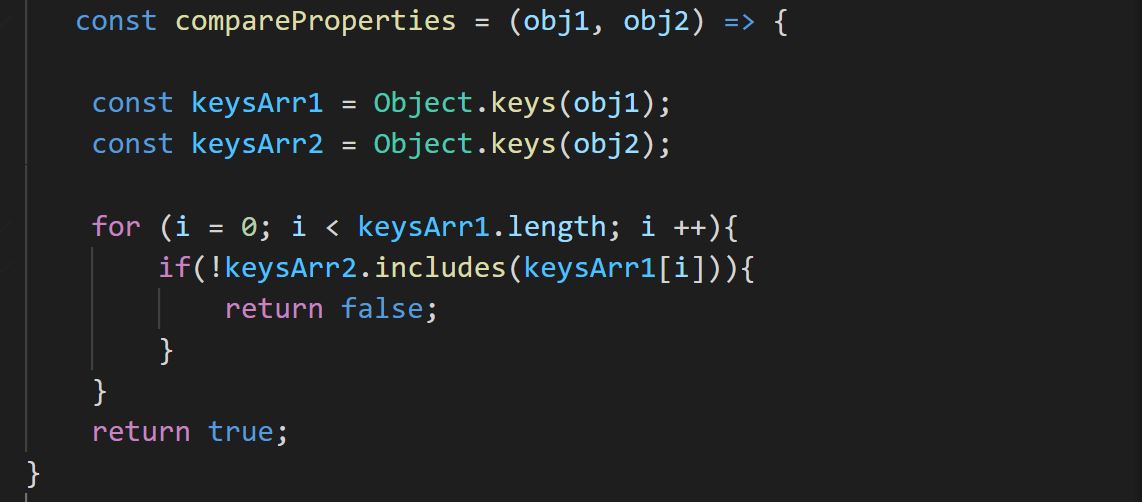 const compareProperties = (obj1, obj2) => {
const keysArr1 = Object.keys(obj1);
const keysArr2 = Object.keys(obj2);
for (i = 0; i < keysArr1.length; i ++){
if(!keysArr2.includes(keysArr1[i])){
return false;
}
}
return true;
}